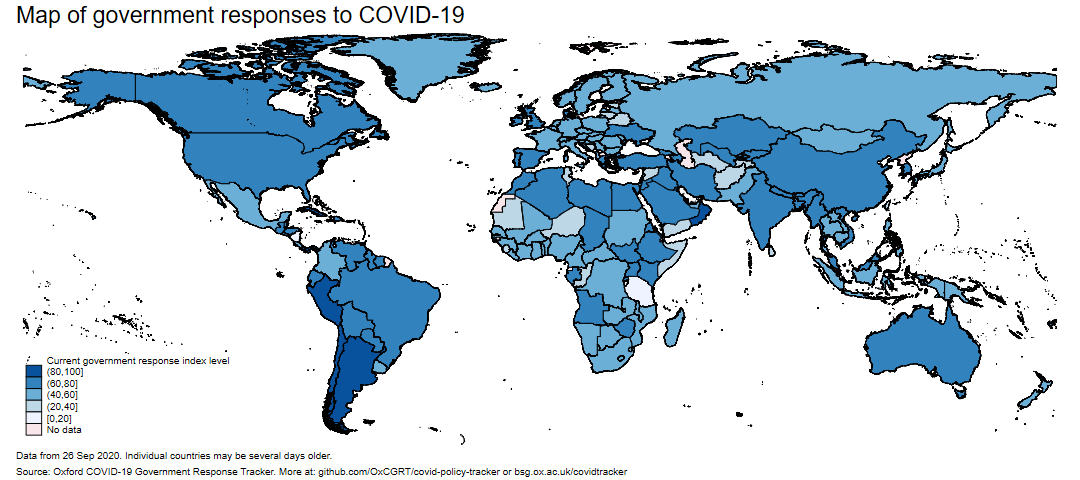 Map of government responses to COVID-19
Current government response index level
(80,100]
(60,80]
(40,60]
(20,40]
[0,20]
No data
Data from 26 Sep 2020. Individual countries may be several days older.
Source: Oxford COVID-19 Government Response Tracker. More at: github.com/OxCGRT/covid-policy-tracker or bsg.ox.ac.uk/covidtracker